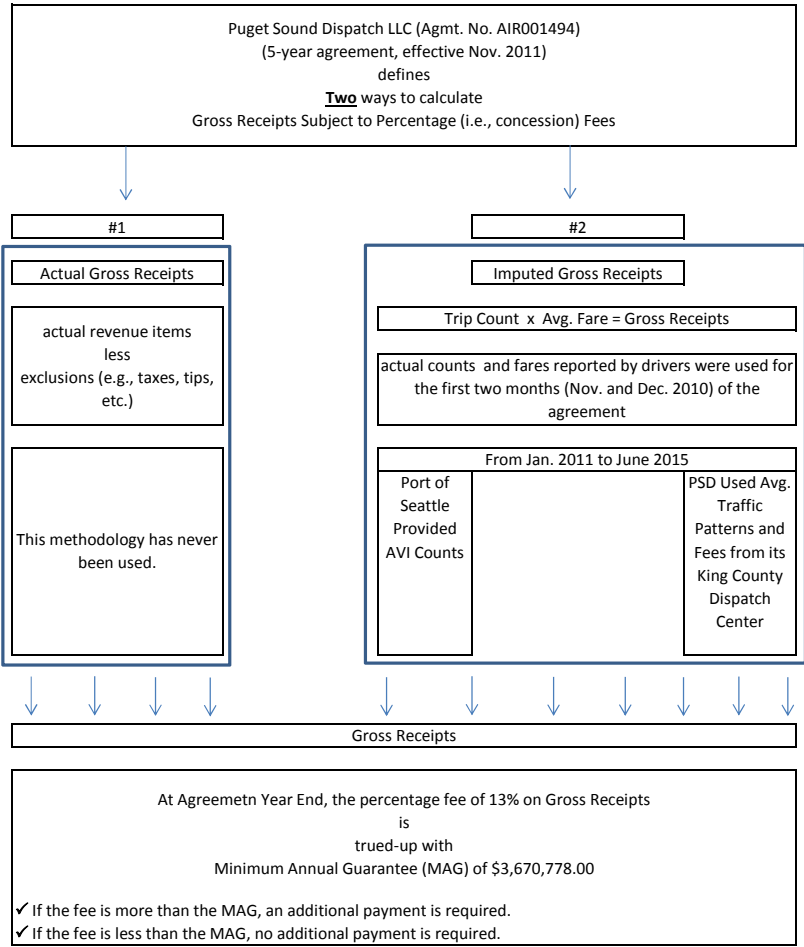 Puget Sound Dispatch LLC (Agmt. No. AIR001494)
(5-year agreement, effective Nov. 2011)
defines
Two ways to calculate
Gross Receipts Subject to Percentage (i.e., concession) Fees
#1
Actual Gross Receipts
actual revenue items
less
exclusions (e.g., taxes, tips,
etc.)
This methodology has never
been used.
#2
Imputed Gross Receipts
Trip Count x Avg. Fare = Gross Receipts
actual counts and fares reported by drivers were used for
the first two months (Nov. and Dec. 2010) of the
agreement
From Jan. 2011 to June 2015
Port of
Seattle
Provided
AVI Counts
PSD Used Avg.
Traffic
Patterns and
Fees from its
King County
Dispatch
Center
Gross Receipts
At Agreemetn Year End, the percentage fee of 13% on Gross Receipts
is
trued-up with
Minimum Annual Guarantee (MAG) of $3,670,778.00
✓ If the fee is more than the MAG, an additional payment is required.
✓ If the fee is less than the MAG, no additional payment is required.